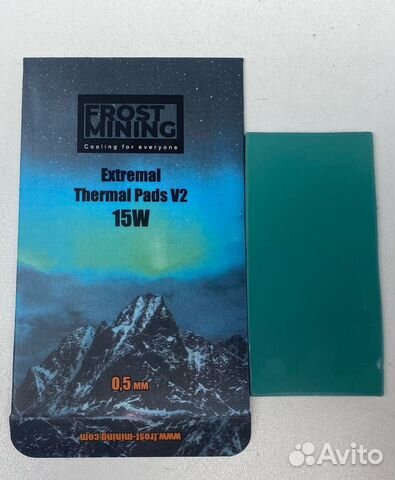 FROST
MINING
Cooling for everyone
Extremal
Thermal Pads V2
15W
0,5 мм
www.frost-mining.com
Avito